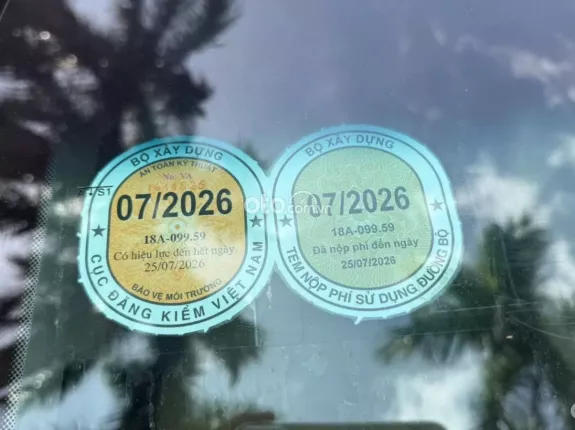 BỘ XÂY DỰNG
AN TOÀN KỸ THUẬT
07/2026
18A-099.59
Có hiệu lực đến hết ngày
25/07/2026
BẢO VỆ MÔI TRƯỜNG
CỤC ĐĂNG KIỂM VIỆT NAM
BỘ XÂY DỰNG
07/2026
18A-099.59
Đã nộp phí đến ngày
25/07/2026
TEM NỘP PHÍ SỬ DỤNG ĐƯỜNG BỘ